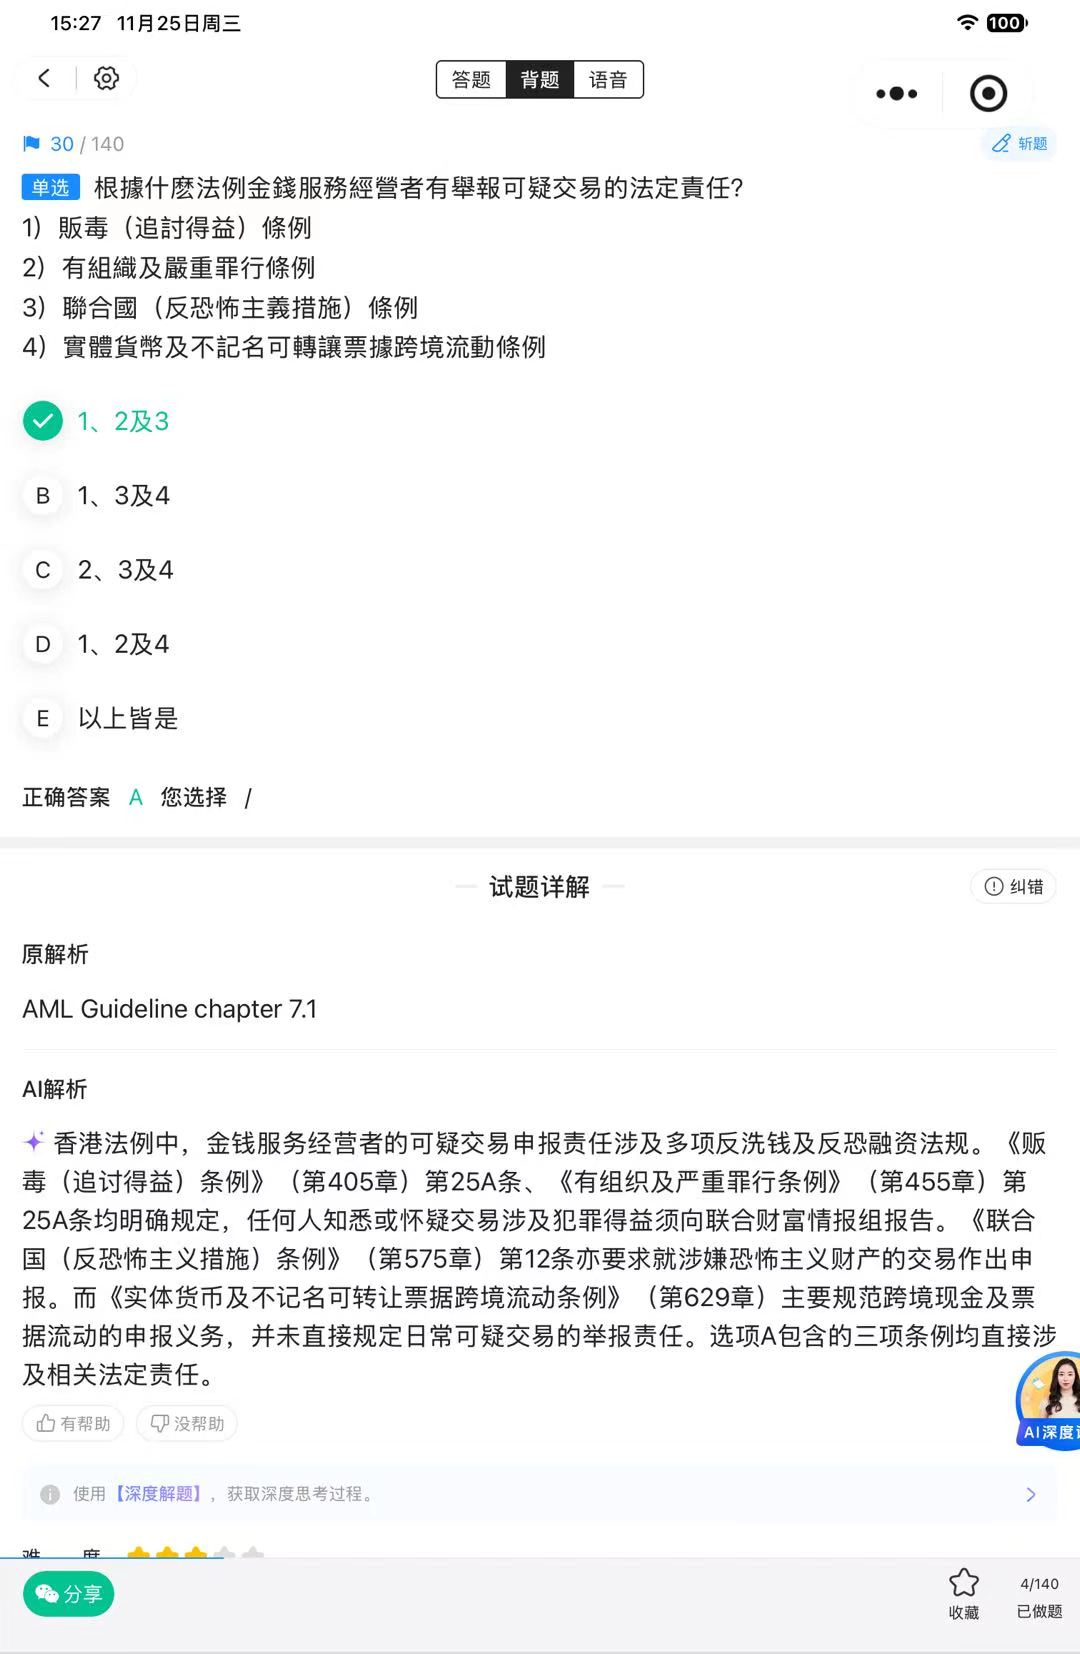 15:27 11月25日周三
100
答题 背题 语音
30 / 140
斩题
单选 根據什麽法例金錢服務經營者有舉報可疑交易的法定責任?
1）販毒（追討得益）條例
2）有組織及嚴重罪行條例
3）聯合國（反恐怖主義措施）條例
4）實體貨幣及不記名可轉讓票據跨境流動條例
1、2及3
B 1、3及4
C 2、3及4
D 1、2及4
E 以上皆是
正确答案 A 您选择 /
试题详解
纠错
原解析
AML Guideline chapter 7.1
AI解析
香港法例中，金钱服务经营者的可疑交易申报责任涉及多项反洗钱及反恐融资法规。《贩
毒（追讨得益）条例》（第405章）第25A条、《有组织及严重罪行条例》（第455章）第
25A条均明确规定，任何人知悉或怀疑交易涉及犯罪得益须向联合财富情报组报告。《联合
国（反恐怖主义措施）条例》（第575章）第12条亦要求就涉嫌恐怖主义财产的交易作出申
报。而《实体货币及不记名可转让票据跨境流动条例》（第629章）主要规范跨境现金及票
据流动的申报义务，并未直接规定日常可疑交易的举报责任。选项A包含的三项条例均直接涉
及相关法定责任。
有帮助 没帮助
AI深度
使用【深度解题】，获取深度思考过程。
难 度
分享
收藏
4/140
已做题